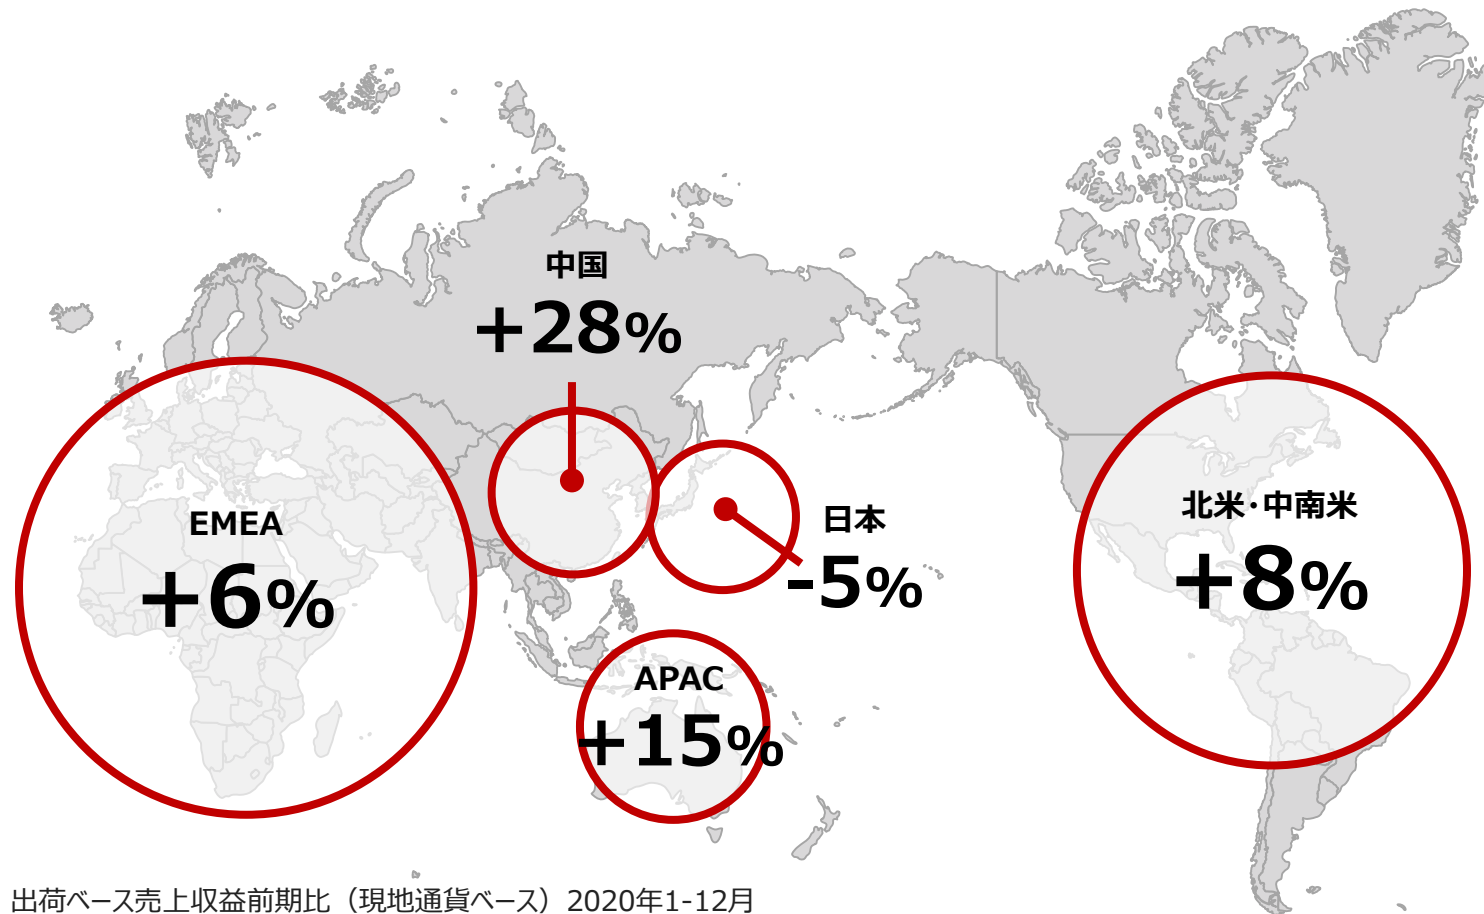 中国
+28%
EMEA
+6%
日本
-5%
北米･中南米
+8%
APAC
+15%
出荷ベース売上収益前期比（現地通貨ベース）2020年1-12月